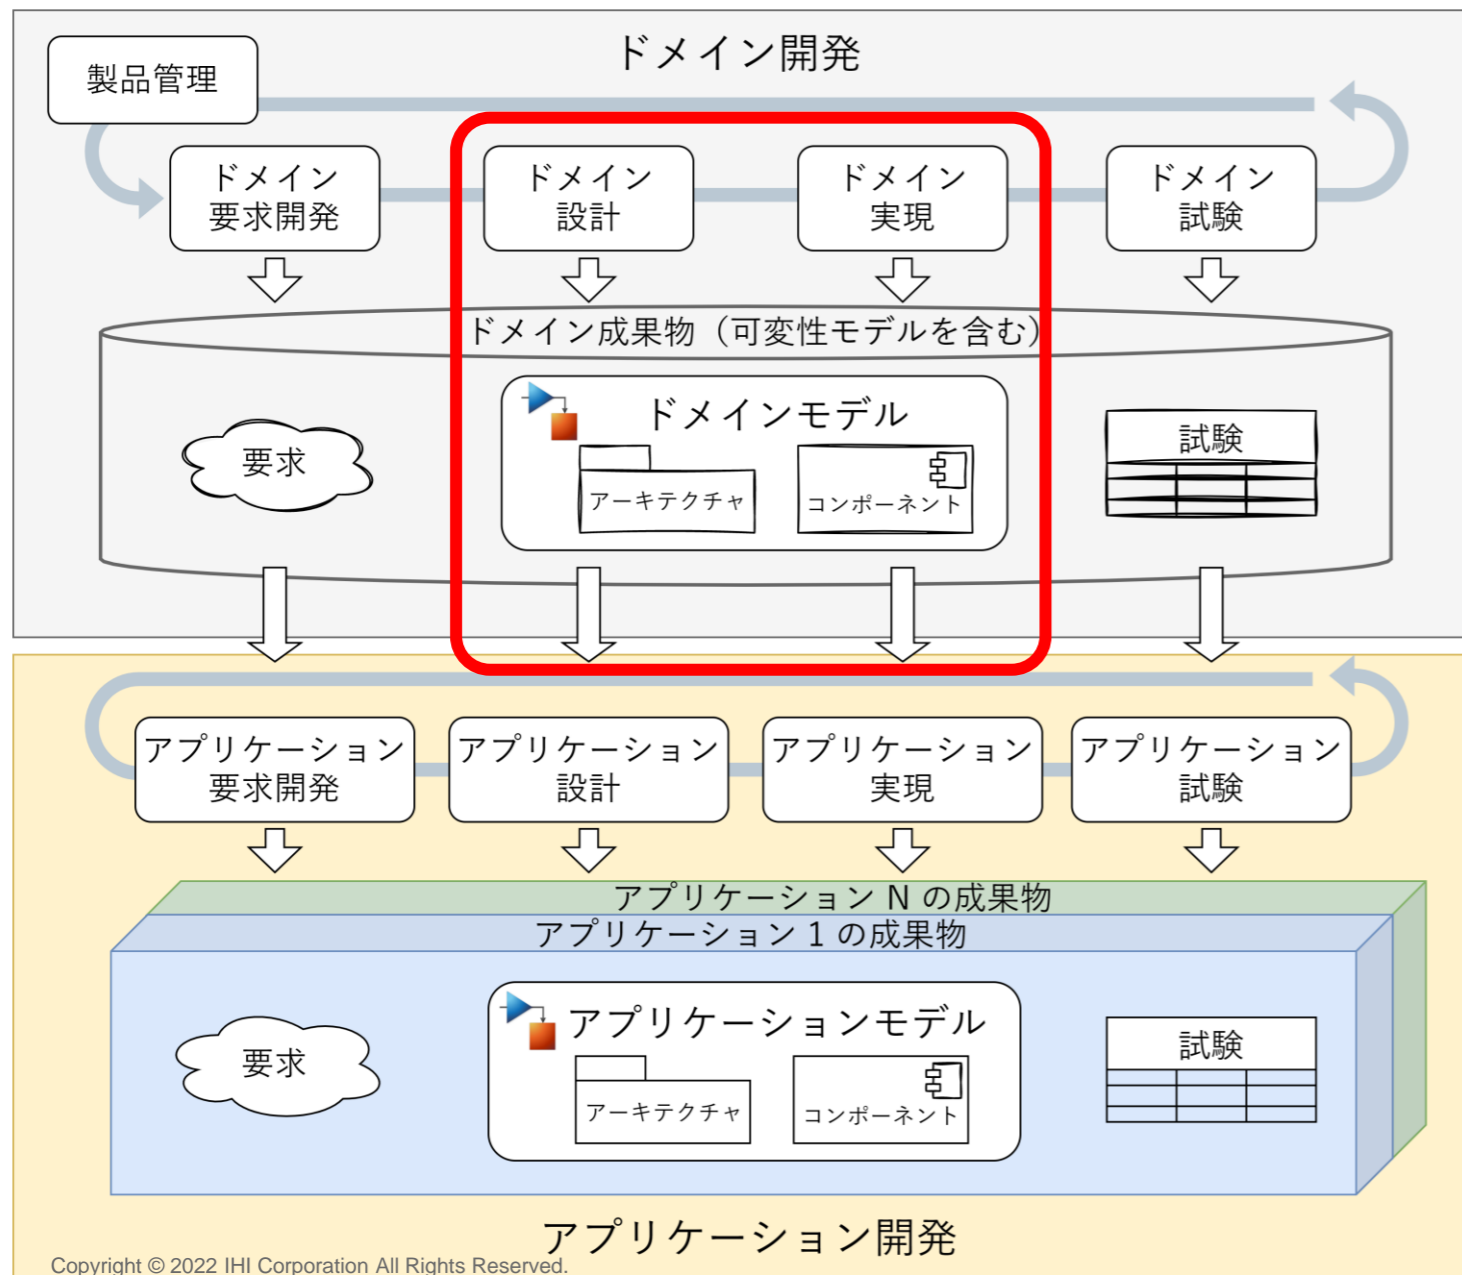 ドメイン開発
製品管理
ドメイン
要求開発
ドメイン
設計
ドメイン
実現
ドメイン
試験
ドメイン成果物（可変性モデルを含む）
要求
ドメインモデル
アーキテクチャ
コンポーネント
試験
アプリケーション
要求開発
アプリケーション
設計
アプリケーション
実現
アプリケーション
試験
アプリケーション N の成果物
アプリケーション 1 の成果物
要求
アプリケーションモデル
アーキテクチャ
コンポーネント
試験
アプリケーション開発
Copyright © 2022 IHI Corporation All Rights Reserved.